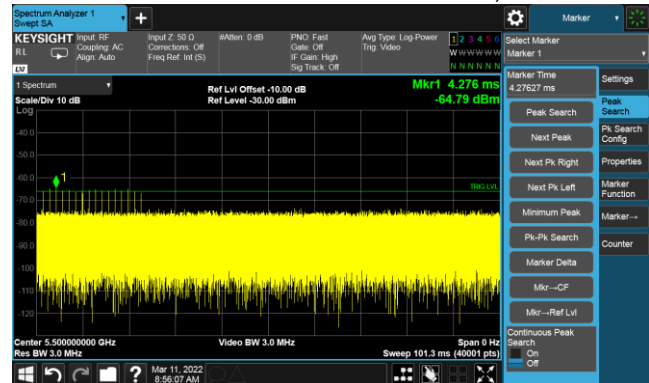 Spectrum Analyzer 1
Swept SA
+
Marker
KEYSIGHT
RL
LXI
Input: RF
Coupling: AC
Align: Auto
Input Z: 50 Ω
Corrections: Off
Freq Ref: Int (S)
#Atten: 0 dB
PNO: Fast
Gate: Off
IF Gain: High
Sig Track: Off
Avg Type: Log-Power
Trig: Video
1 2 3 4 5 6
W W W W W W
N N N N N N
Select Marker
Marker 1
1 Spectrum
Scale/Div 10 dB
Log
Ref Lvl Offset -10.00 dB
Ref Level -30.00 dBm
Mkr1 4.276 ms
-64.79 dBm
1
TRIG LVL
-40.0
-50.0
-60.0
-70.0
-80.0
-90.0
-100
-110
-120
Center 5.500000000 GHz
Res BW 3.0 MHz
Video BW 3.0 MHz
Span 0 Hz
Sweep 101.3 ms (40001 pts)
Marker Time
4.27627 ms
Peak Search
Next Peak
Next Pk Right
Next Pk Left
Minimum Peak
Pk-Pk Search
Marker Delta
Mkr→CF
Mkr→Ref Lvl
Continuous Peak
Search
On
Off
Settings
Peak
Search
Pk Search
Config
Properties
Marker
Function
Marker→
Counter
?
Mar 11, 2022
8:56:07 AM